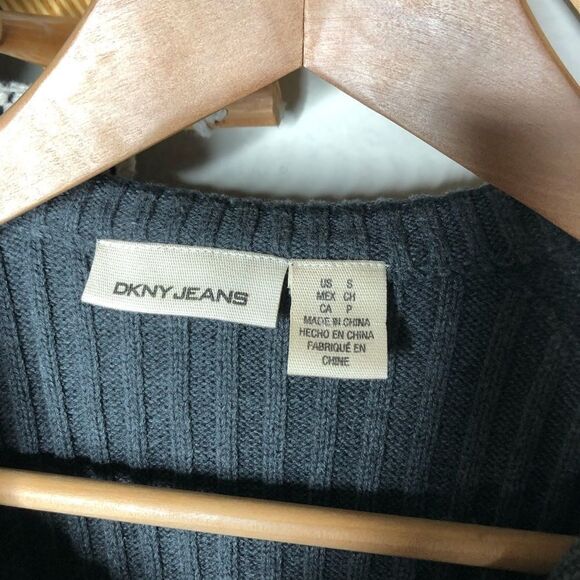 DKNY JEANS
US S
MEX CH
CA P
MADE IN CHINA
HECHO EN CHINA
FABRIQUÉ EN
CHINE